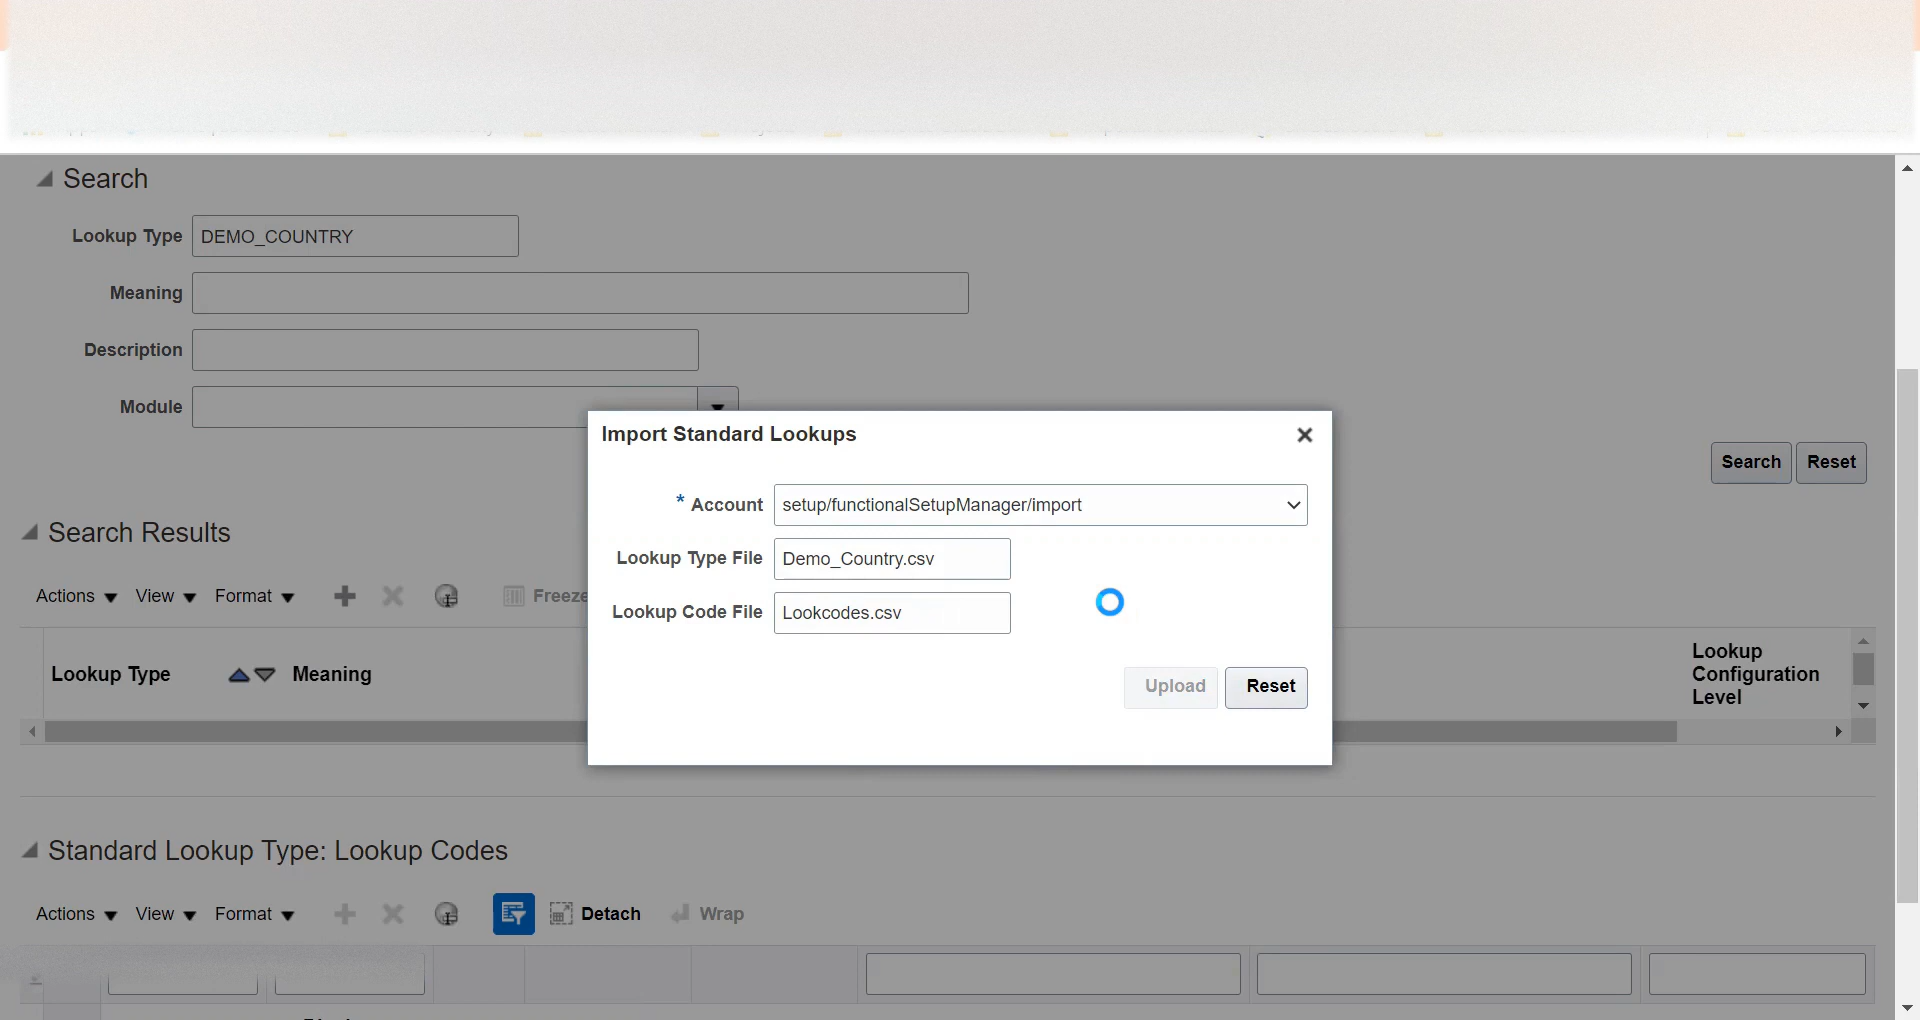 Search
Lookup Type DEMO_COUNTRY
Meaning
Description
Module
Search Reset
Import Standard Lookups
* Account setup/functionalSetupManager/import
Lookup Type File Demo_Country.csv
Lookup Code File Lookcodes.csv
Upload Reset
Search Results
Actions View Format Freeze
Lookup Type Meaning Lookup Configuration Level
Standard Lookup Type: Lookup Codes
Actions View Format Detach Wrap